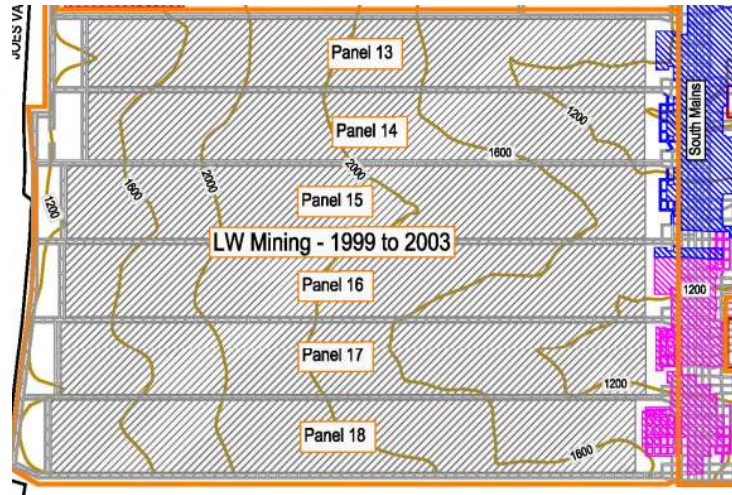 JOES VA
Panel 13
1200
South Mains
Panel 14
1600
2000
1600
2000
1200
Panel 15
LW Mining - 1999 to 2003
Panel 16
1200
Panel 17
1200
Panel 18
1600